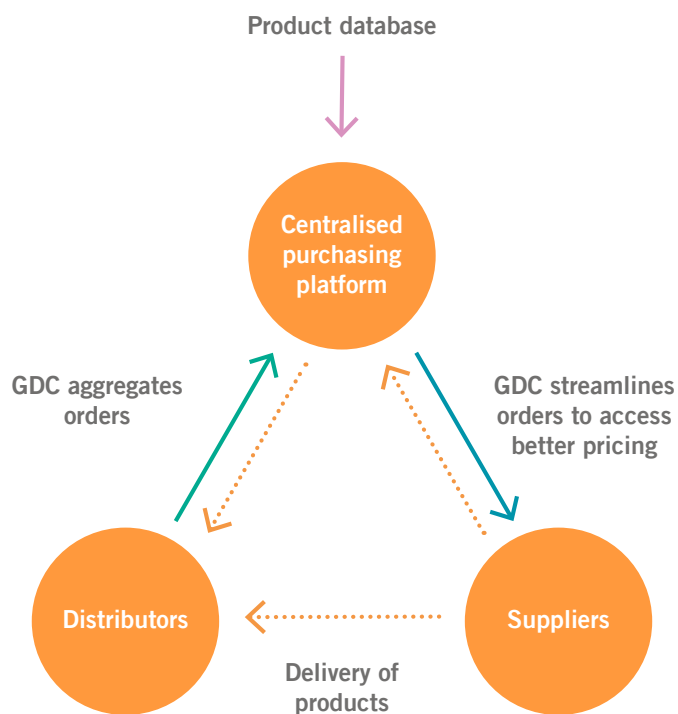 Product database
Centralised
purchasing
platform
GDC aggregates
orders
GDC streamlines
orders to access
better pricing
Distributors
Suppliers
Delivery of
products